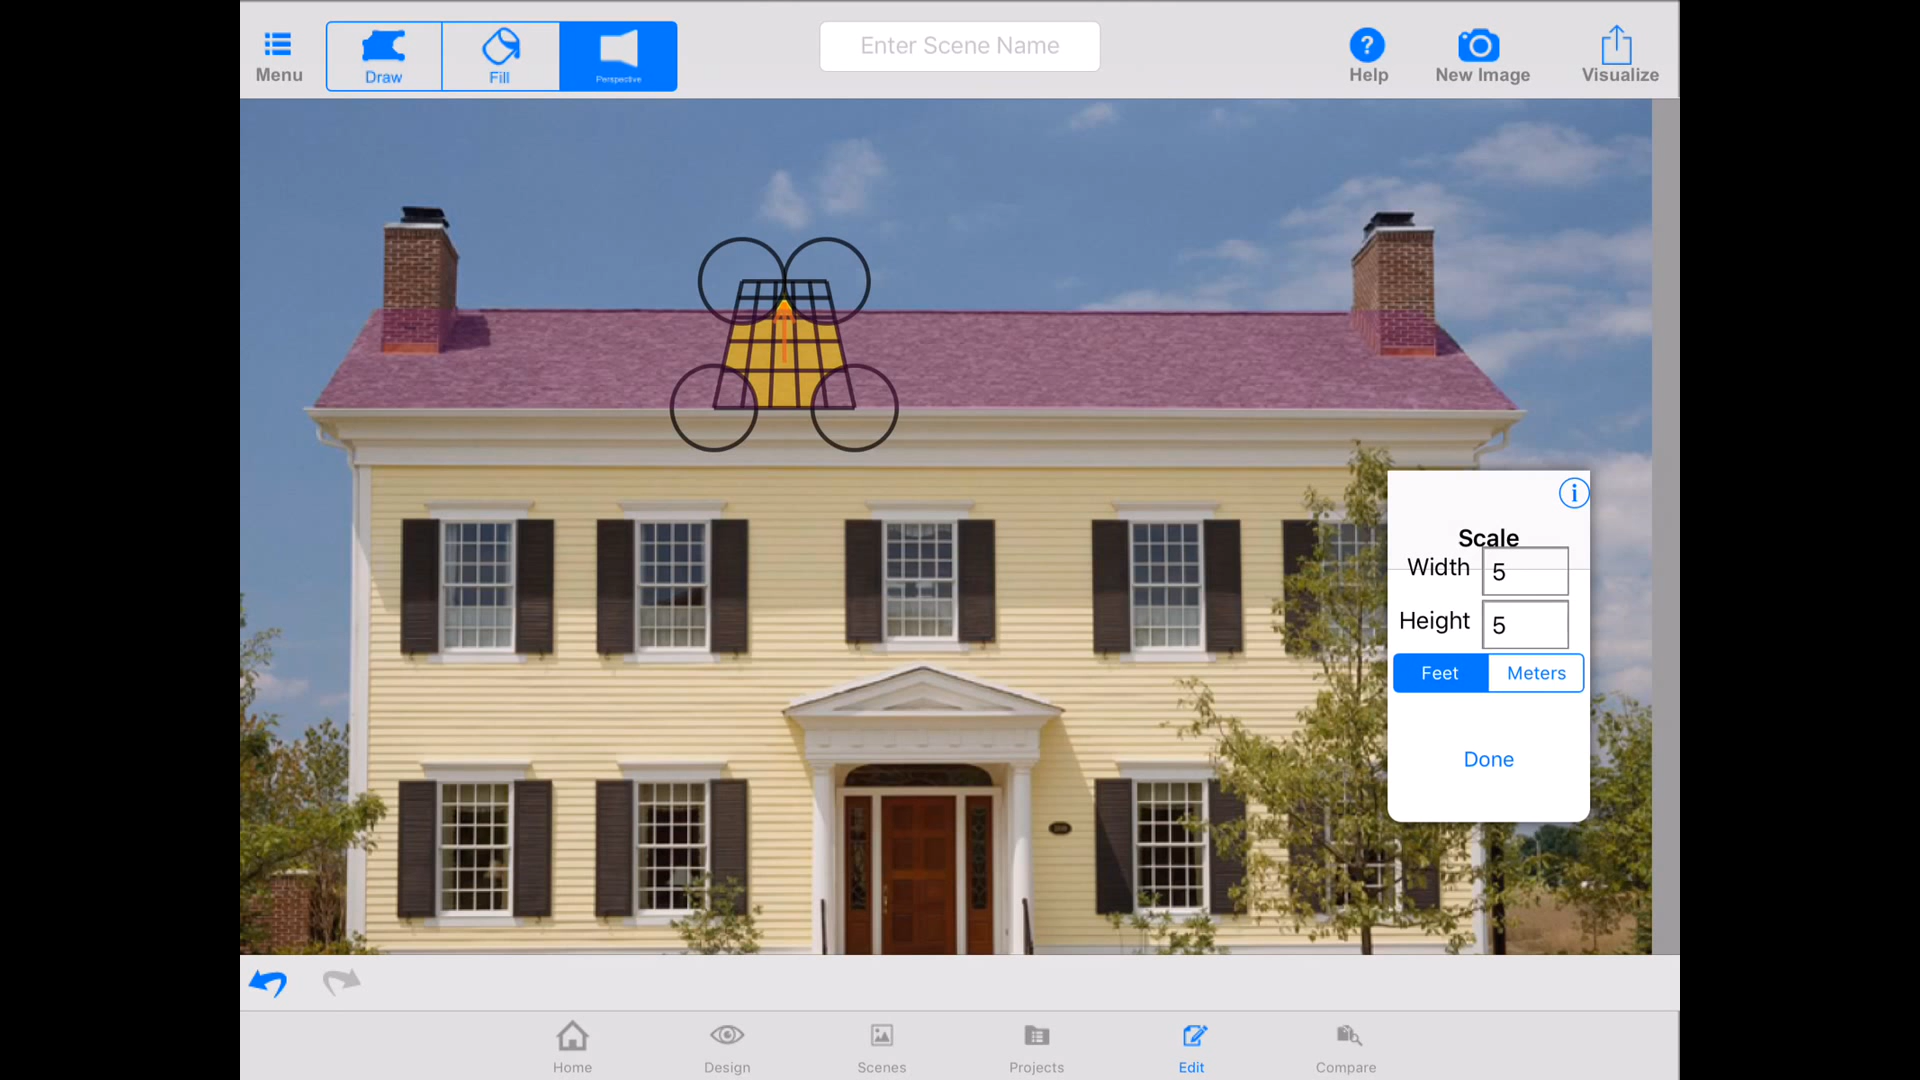 Menu
Draw
Fill
Perspective
Enter Scene Name
?
Help
New Image
Visualize
i
Scale
Width 5
Height 5
Feet Meters
Done
Home
Design
Scenes
Projects
Edit
Compare